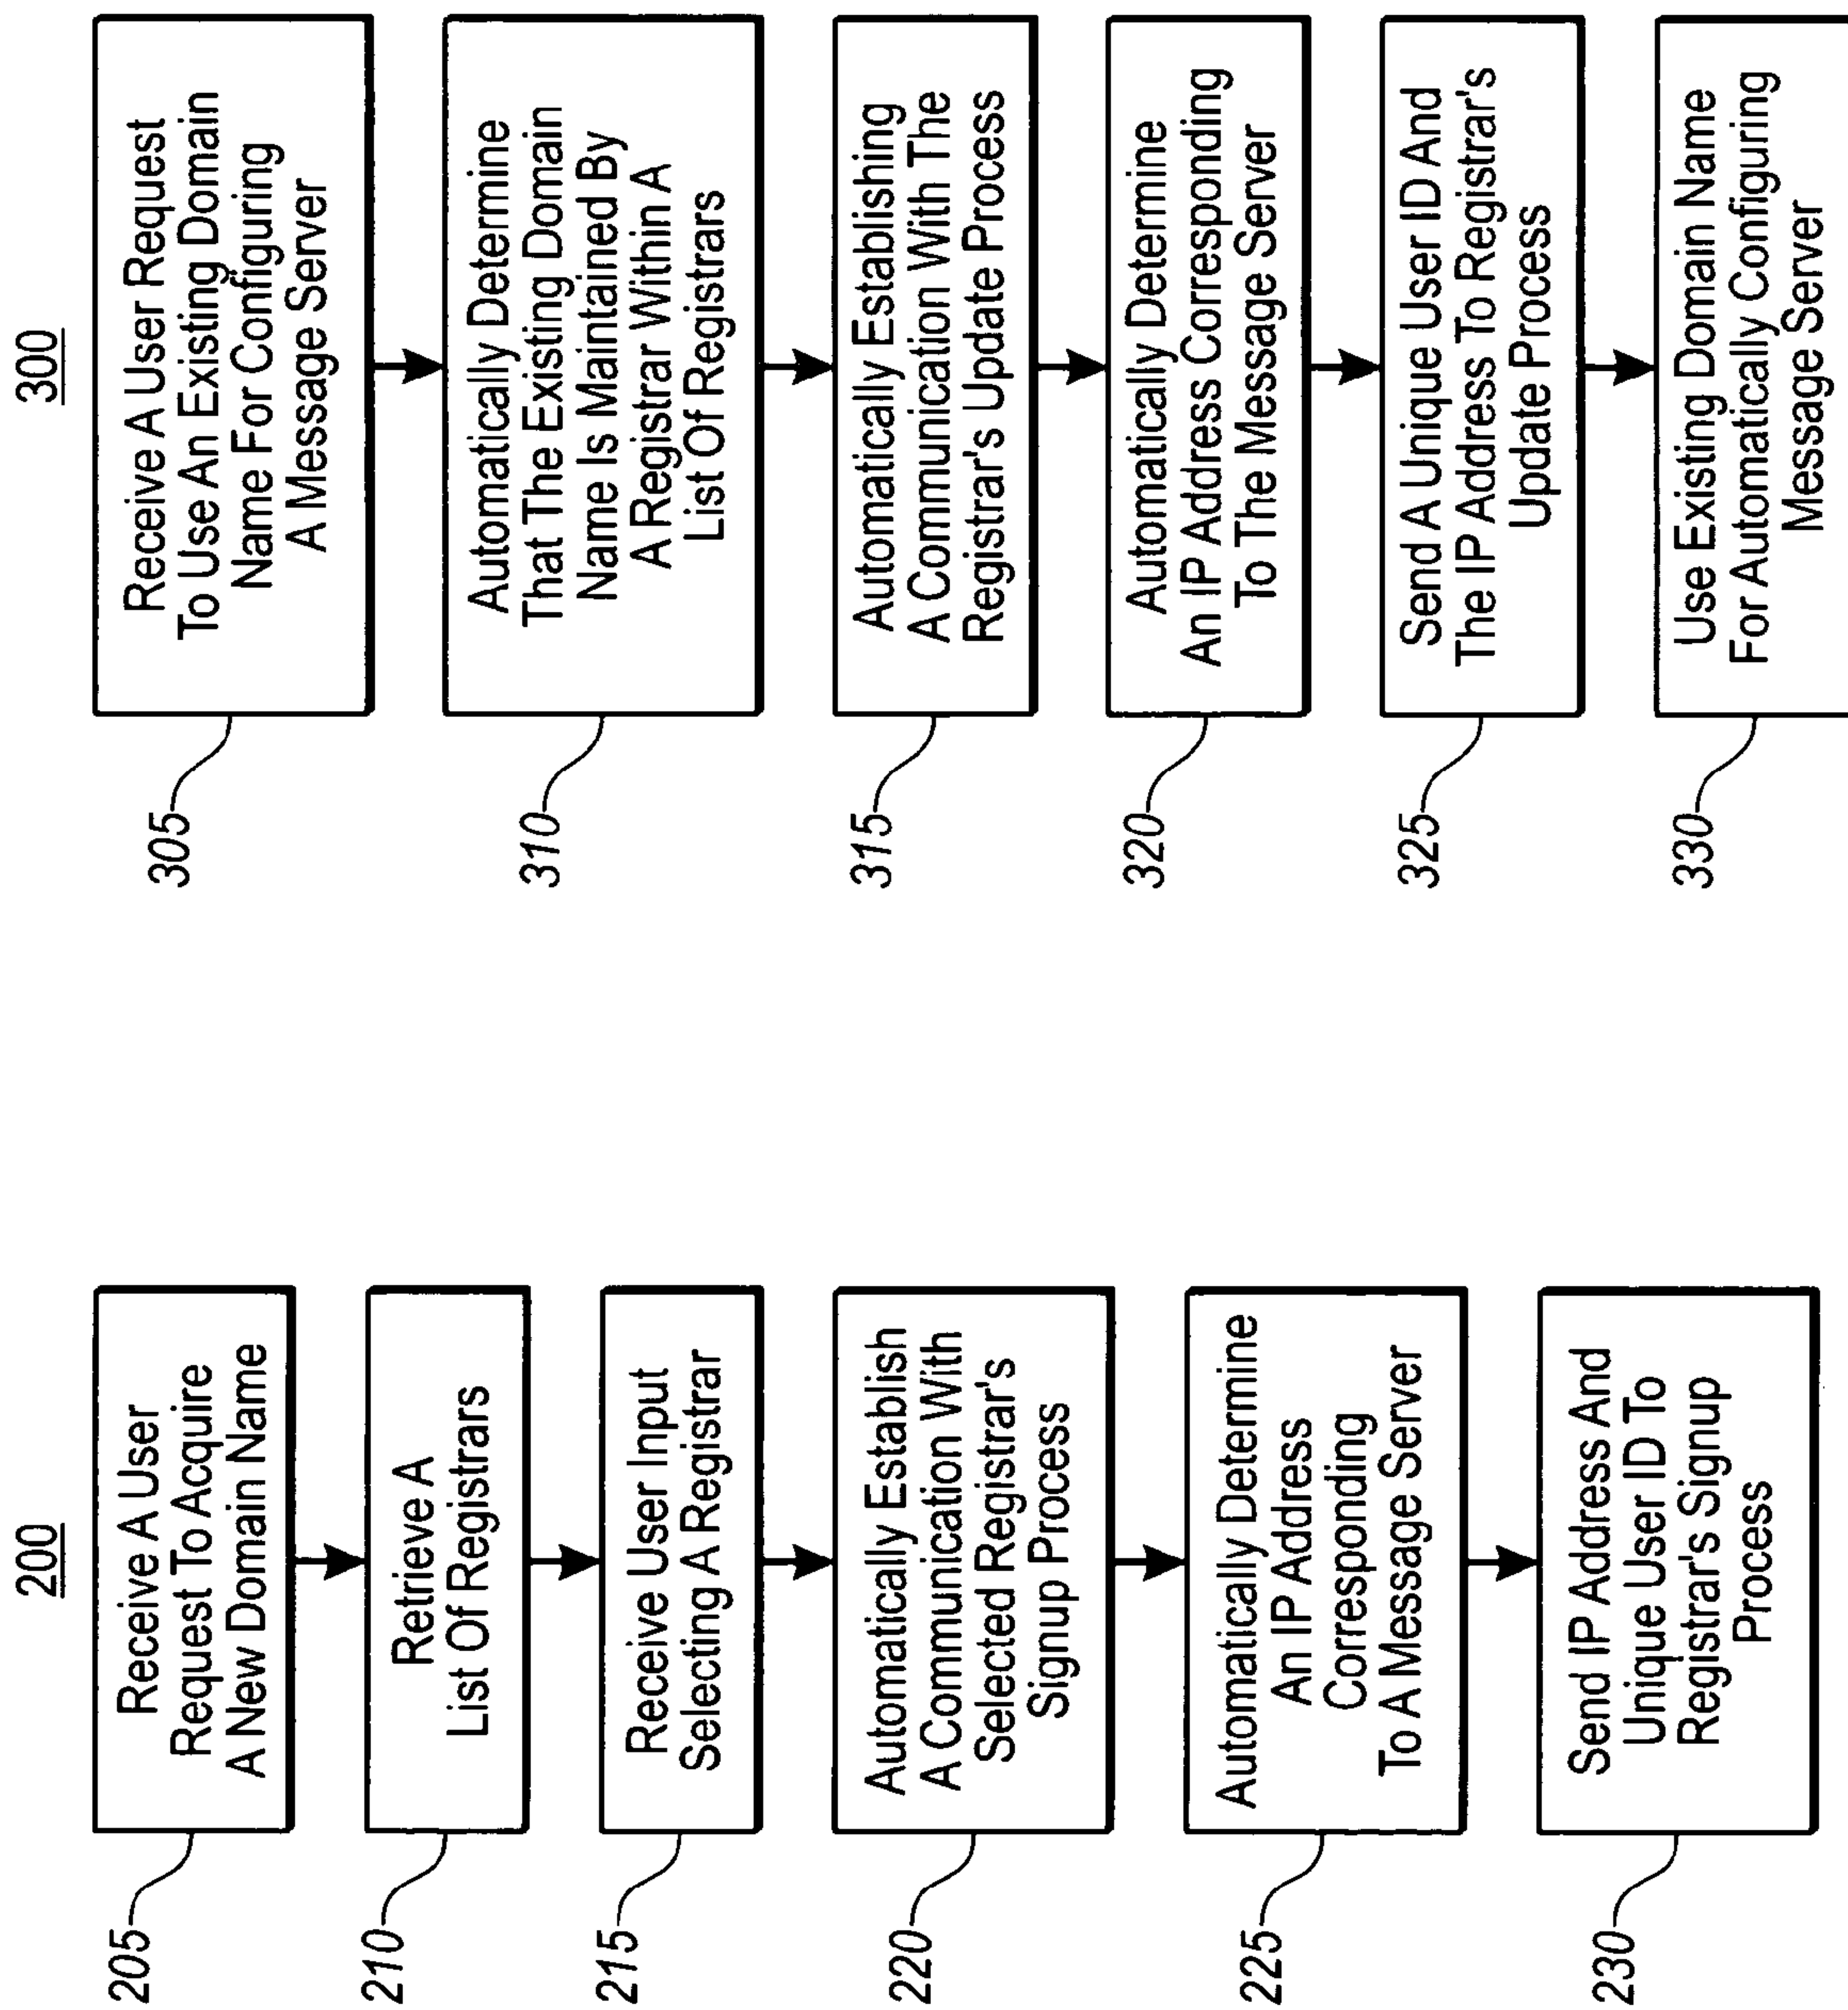 200
205
Receive A User
Request To Acquire
A New Domain Name
210
Retrieve A
List Of Registrars
215
Receive User Input
Selecting A Registrar
220
Automatically Establish
A Communication With
Selected Registrar's
Signup Process
225
Automatically Determine
An IP Address
Corresponding
To A Message Server
230
Send IP Address And
Unique User ID To
Registrar's Signup
Process
300
305
Receive A User Request
To Use An Existing Domain
Name For Configuring
A Message Server
310
Automatically Determine
That The Existing Domain
Name Is Maintained By
A Registrar Within A
List Of Registrars
315
Automatically Establishing
A Communication With The
Registrar's Update Process
320
Automatically Determine
An IP Address Corresponding
To The Message Server
325
Send A Unique User ID And
The IP Address To Registrar's
Update Process
330
Use Existing Domain Name
For Automatically Configuring
Message Server